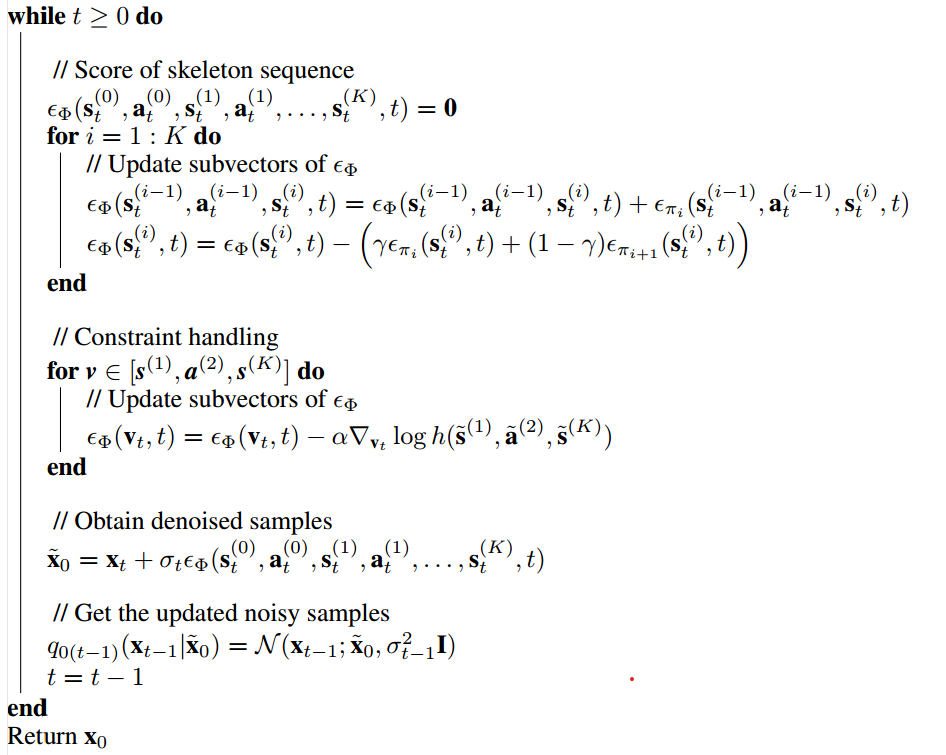 while t ≥ 0 do
// Score of skeleton sequence
ϵ_Φ(s_t^{(0)}, a_t^{(0)}, s_t^{(1)}, a_t^{(1)}, . . . , s_t^{(K)}, t) = 0
for i = 1 : K do
// Update subvectors of ϵ_Φ
ϵ_Φ(s_t^{(i−1)}, a_t^{(i−1)}, s_t^{(i)}, t) = ϵ_Φ(s_t^{(i−1)}, a_t^{(i−1)}, s_t^{(i)}, t) + ϵ_{π_i}(s_t^{(i−1)}, a_t^{(i−1)}, s_t^{(i)}, t)
ϵ_Φ(s_t^{(i)}, t) = ϵ_Φ(s_t^{(i)}, t) − (γϵ_{π_i}(s_t^{(i)}, t) + (1 − γ)ϵ_{π_{i+1}}(s_t^{(i)}, t))
end
// Constraint handling
for v ∈ [s^{(1)}, a^{(2)}, s^{(K)}] do
// Update subvectors of ϵ_Φ
ϵ_Φ(v_t, t) = ϵ_Φ(v_t, t) − α∇_{v_t} log h(s̃^{(1)}, ã^{(2)}, s̃^{(K)})
end
// Obtain denoised samples
x̃_0 = x_t + σ_t ϵ_Φ(s_t^{(0)}, a_t^{(0)}, s_t^{(1)}, a_t^{(1)}, . . . , s_t^{(K)}, t)
// Get the updated noisy samples
q_{0(t−1)}(x_{t−1}|x̃_0) = N(x_{t−1}; x̃_0, σ_{t−1}^2 I)
t = t − 1
end
Return x_0